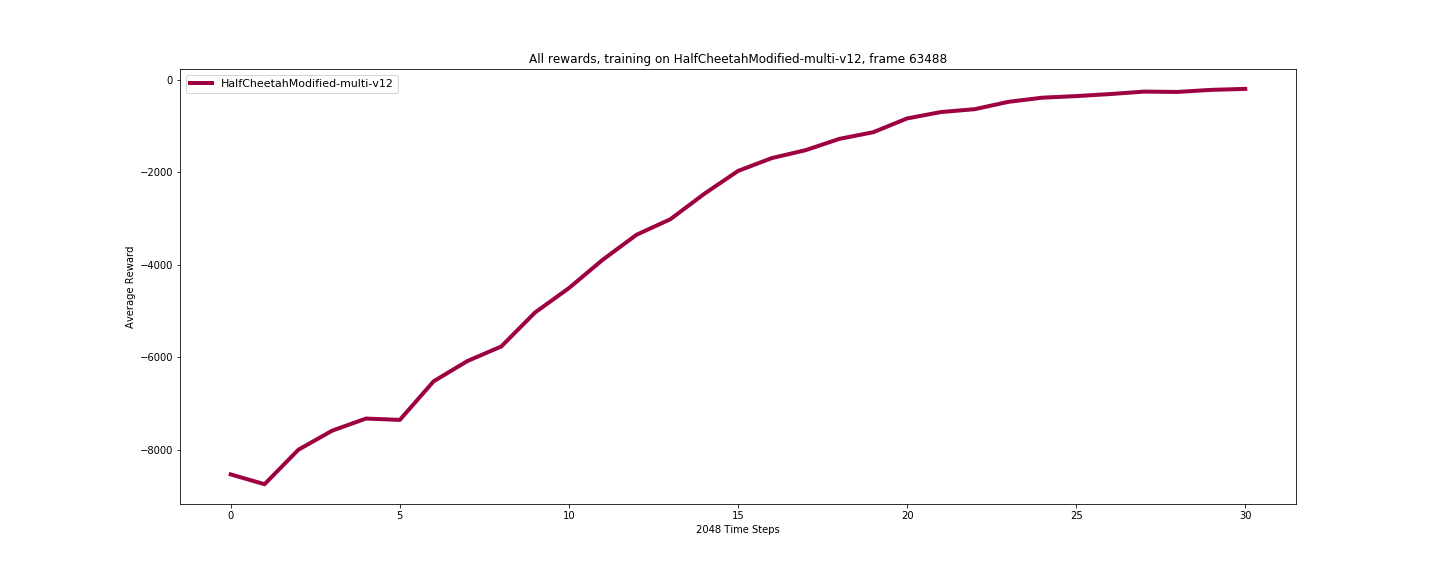 All rewards, training on HalfCheetahModified-multi-v12, frame 63488
HalfCheetahModified-multi-v12
0
−2000
−4000
−6000
−8000
Average Reward
0 5 10 15 20 25 30
2048 Time Steps